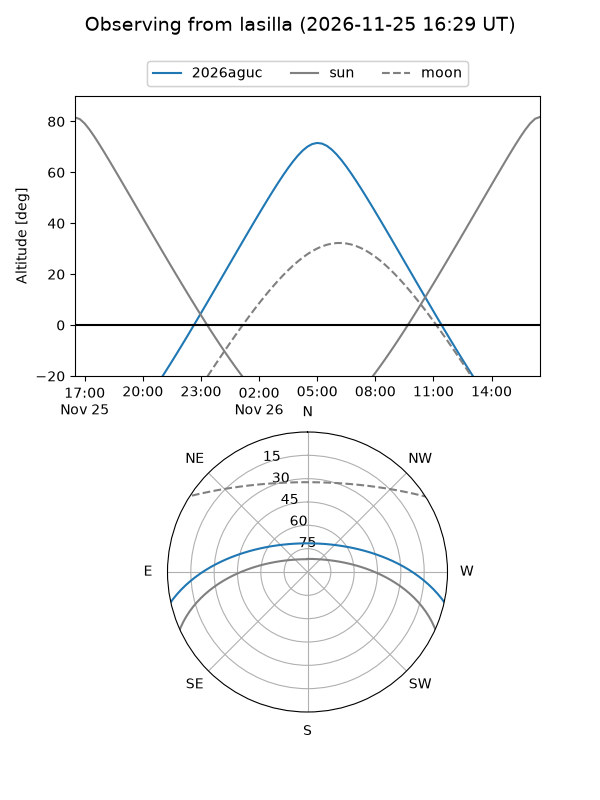 Observing from lasilla (2026-11-25 16:29 UT)
2026aguc sun moon
Altitude [deg]
80
60
40
20
0
−20
17:00 20:00 23:00 02:00 05:00 08:00 11:00 14:00
Nov 25 Nov 26
N
NE NW
15
30
45
60
75
E W
SE SW
S